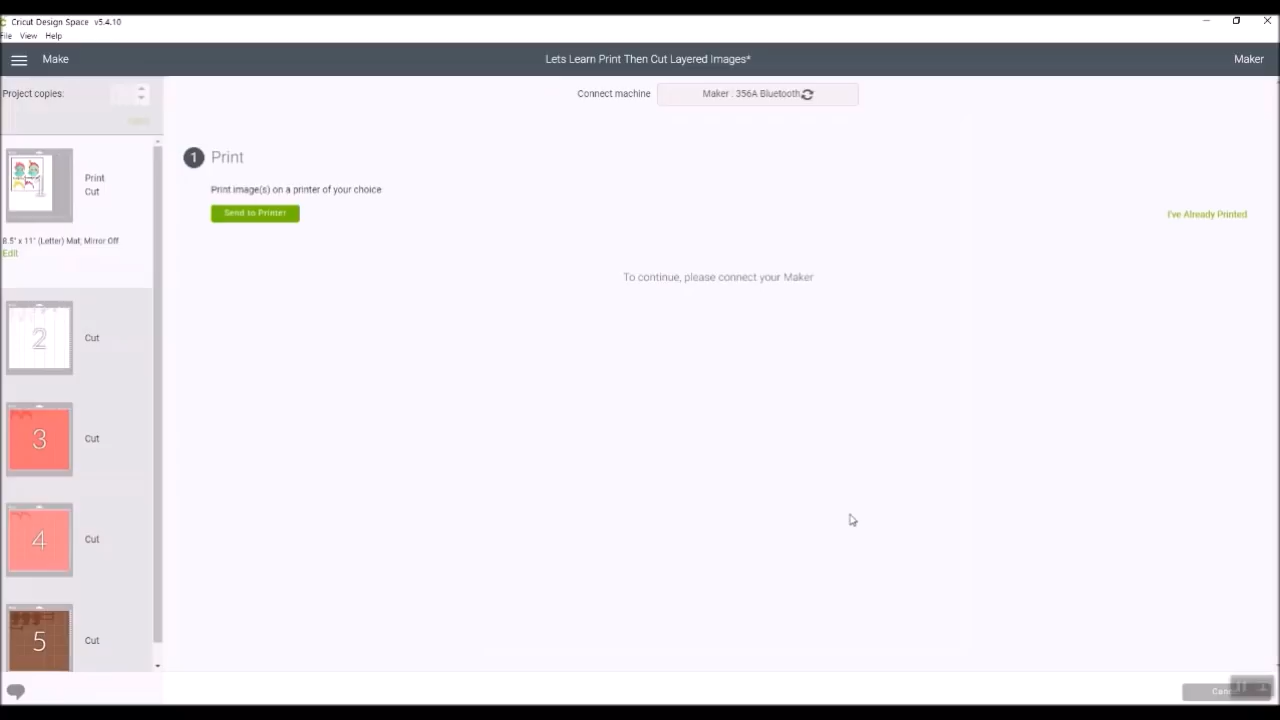 Cricut Design Space v5.4.10
File View Help
Make
Lets Learn Print Then Cut Layered Images*
Maker
Project copies:
Connect machine
Maker : 356A Bluetooth
1 Print
Print image(s) on a printer of your choice
Send to Printer
I've Already Printed
To continue, please connect your Maker
Print
Cut
8.5" x 11" (Letter) Mat; Mirror Off
Edit
2
Cut
3
Cut
4
Cut
5
Cut